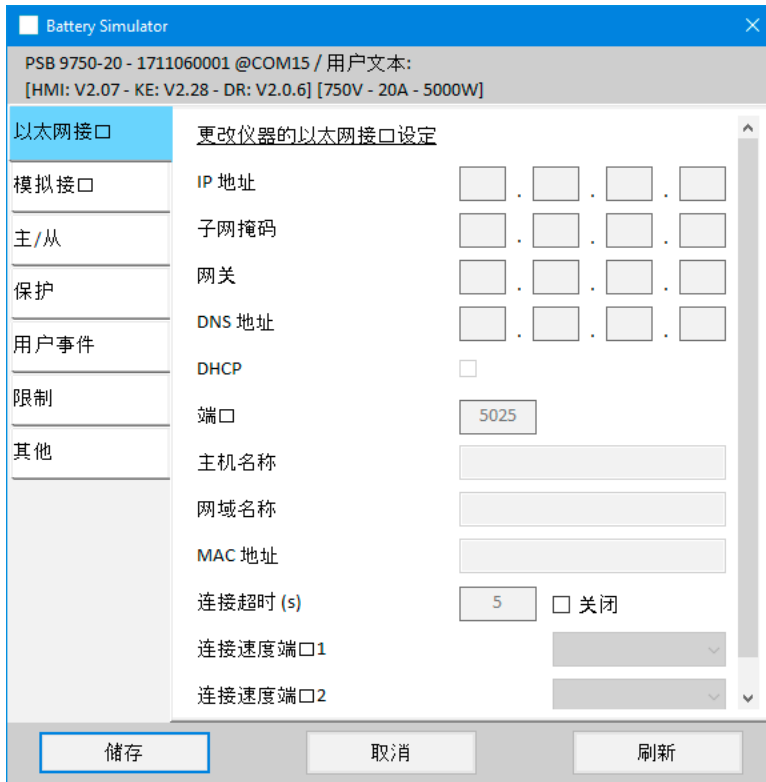 Battery Simulator
PSB 9750-20 - 1711060001 @COM15 / 用户文本:
[HMI: V2.07 - KE: V2.28 - DR: V2.0.6] [750V - 20A - 5000W]
以太网接口
模拟接口
主/从
保护
用户事件
限制
其他
更改仪器的以太网接口设定
IP 地址 . . .
子网掩码 . . .
网关 . . .
DNS 地址 . . .
DHCP
端口 5025
主机名称
网域名称
MAC 地址
连接超时 (s) 5 关闭
连接速度端口1
连接速度端口2
储存 取消 刷新